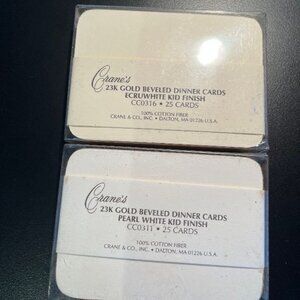 Crane's
23K GOLD BEVELED DINNER CARDS
ECRUWHITE KID FINISH
CC0316 • 25 CARDS
100% COTTON FIBER
CRANE & CO., INC. • DALTON, MA 01226 U.S.A.
Crane's
23K GOLD BEVELED DINNER CARDS
PEARL WHITE KID FINISH
CC0311 • 25 CARDS
100% COTTON FIBER
CRANE & CO., INC. • DALTON, MA 01226 U.S.A.